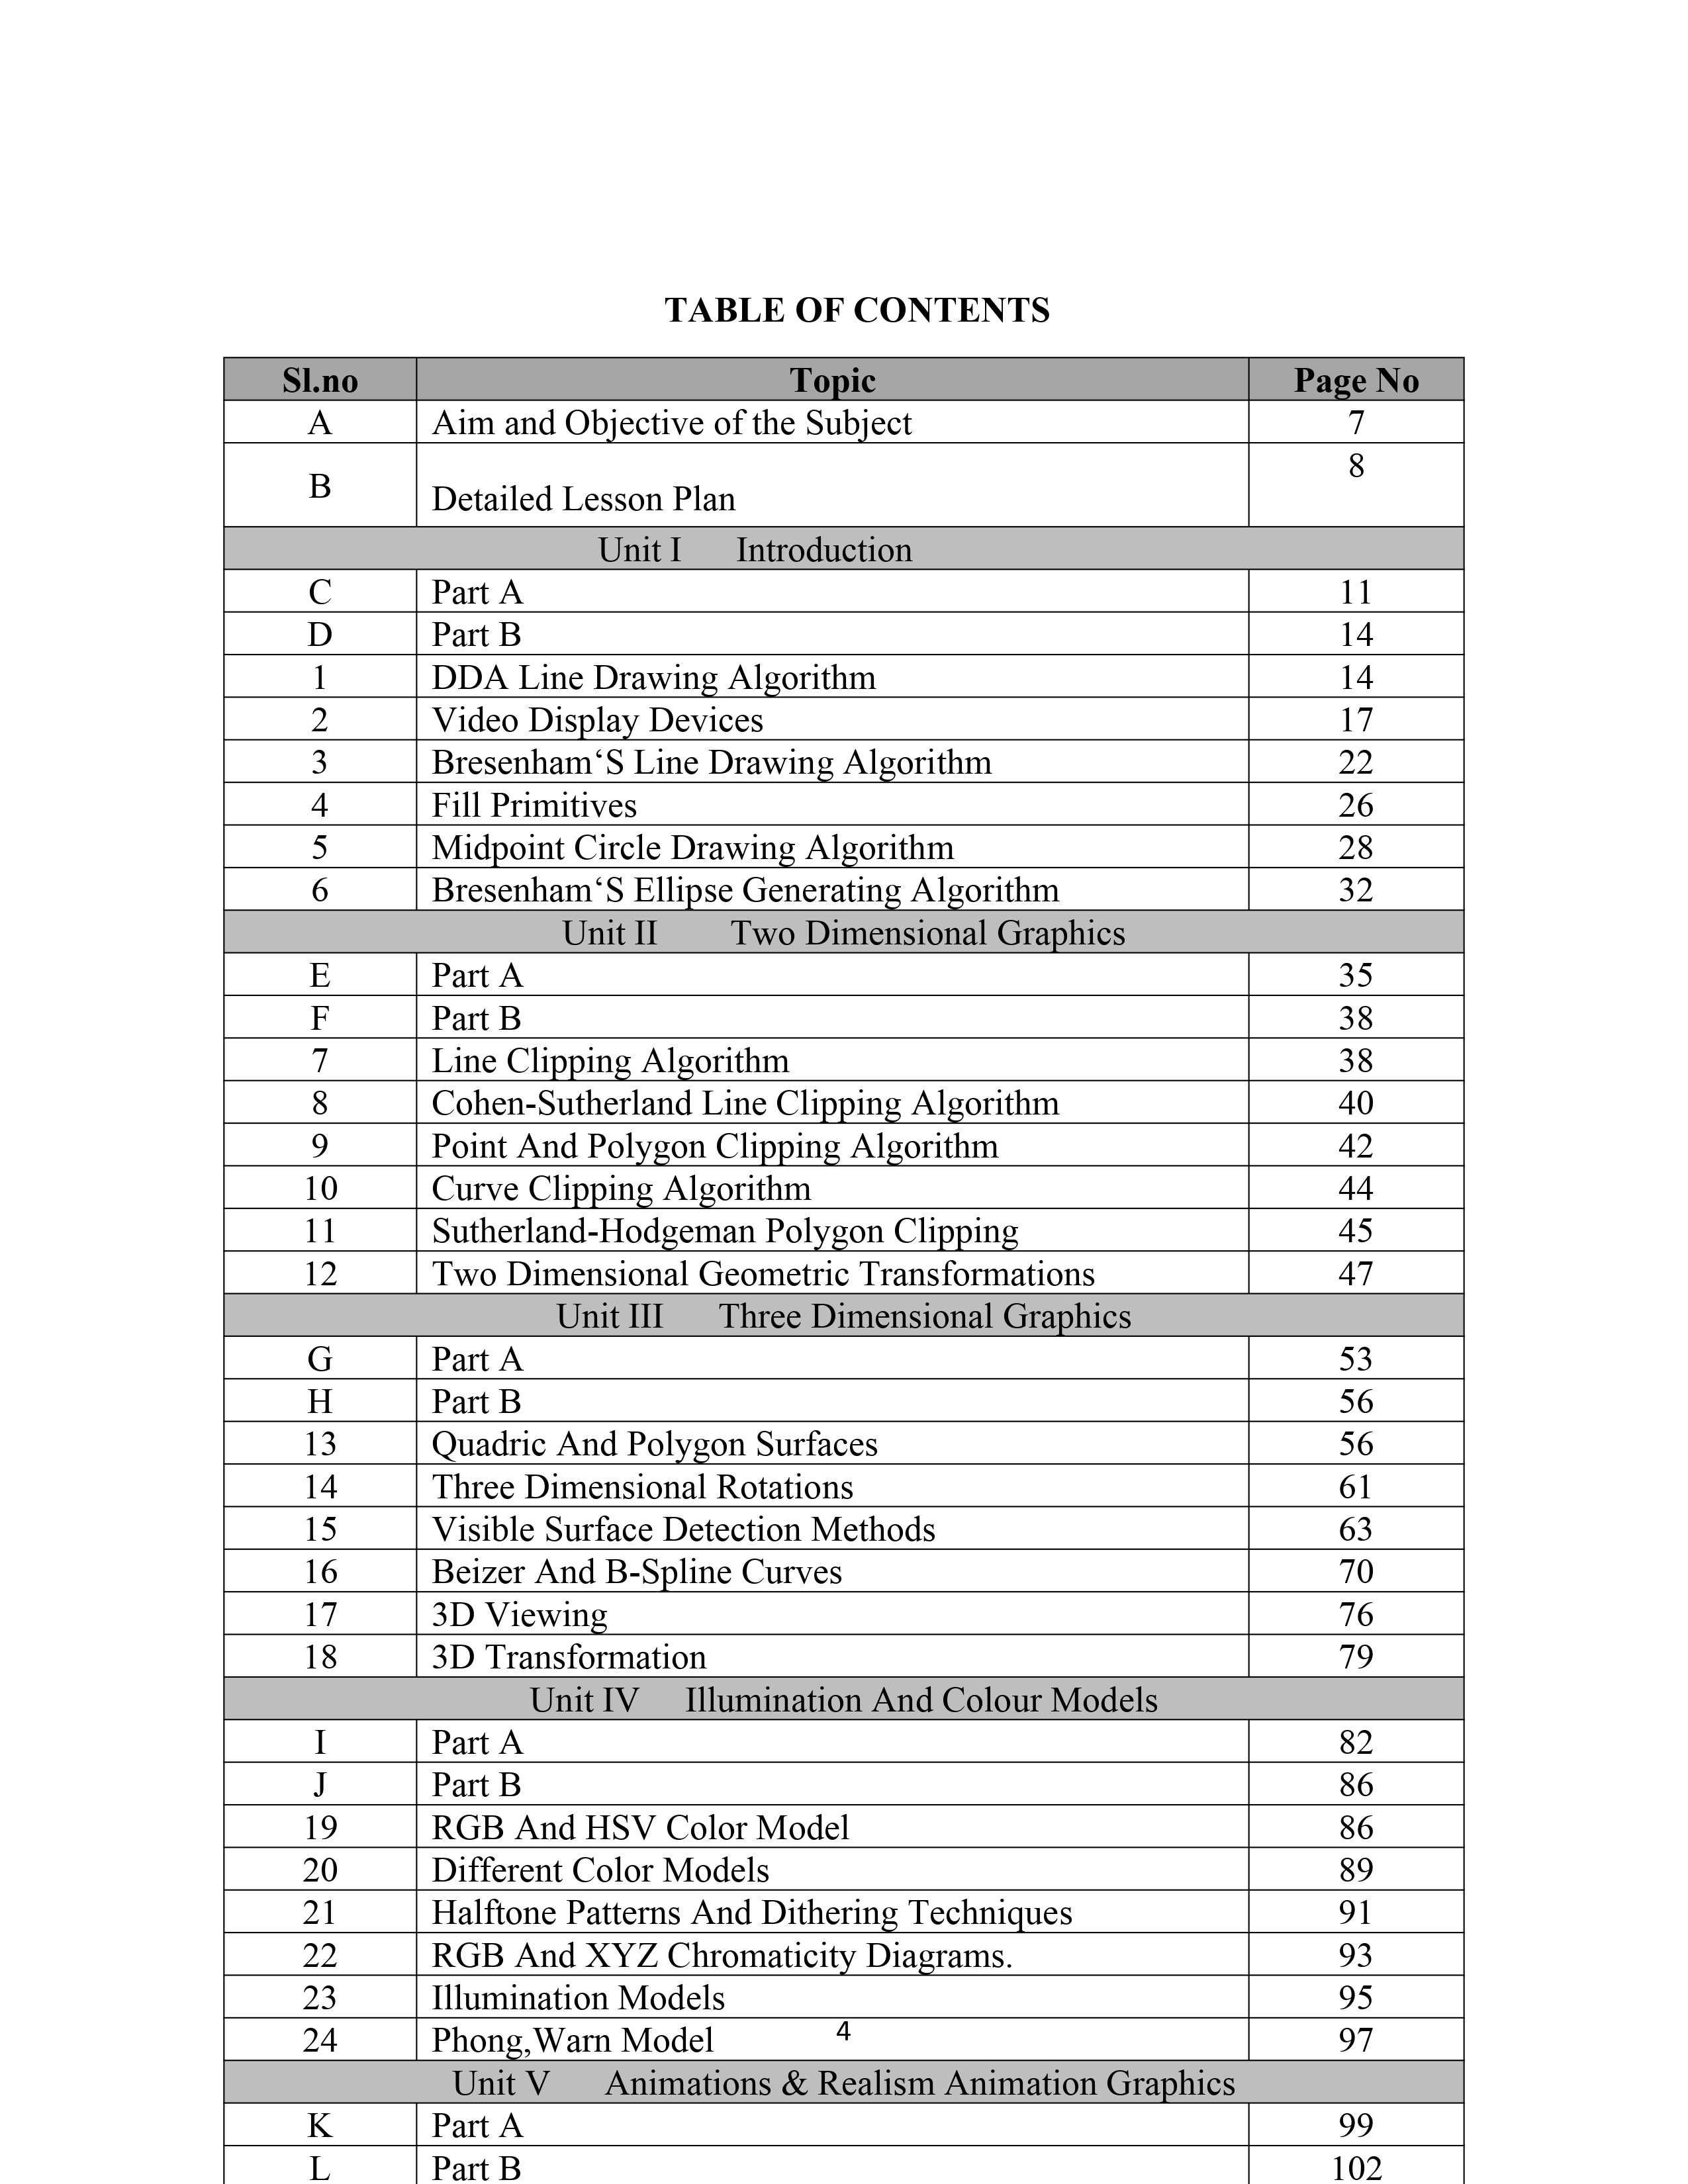 TABLE OF CONTENTS
Sl.no Topic Page No
A Aim and Objective of the Subject 7
B Detailed Lesson Plan 8
Unit I Introduction
C Part A 11
D Part B 14
1 DDA Line Drawing Algorithm 14
2 Video Display Devices 17
3 Bresenham‘S Line Drawing Algorithm 22
4 Fill Primitives 26
5 Midpoint Circle Drawing Algorithm 28
6 Bresenham‘S Ellipse Generating Algorithm 32
Unit II Two Dimensional Graphics
E Part A 35
F Part B 38
7 Line Clipping Algorithm 38
8 Cohen-Sutherland Line Clipping Algorithm 40
9 Point And Polygon Clipping Algorithm 42
10 Curve Clipping Algorithm 44
11 Sutherland-Hodgeman Polygon Clipping 45
12 Two Dimensional Geometric Transformations 47
Unit III Three Dimensional Graphics
G Part A 53
H Part B 56
13 Quadric And Polygon Surfaces 56
14 Three Dimensional Rotations 61
15 Visible Surface Detection Methods 63
16 Beizer And B-Spline Curves 70
17 3D Viewing 76
18 3D Transformation 79
Unit IV Illumination And Colour Models
I Part A 82
J Part B 86
19 RGB And HSV Color Model 86
20 Different Color Models 89
21 Halftone Patterns And Dithering Techniques 91
22 RGB And XYZ Chromaticity Diagrams. 93
23 Illumination Models 95
24 Phong,Warn Model 97
4
Unit V Animations & Realism Animation Graphics
K Part A 99
L Part B 102